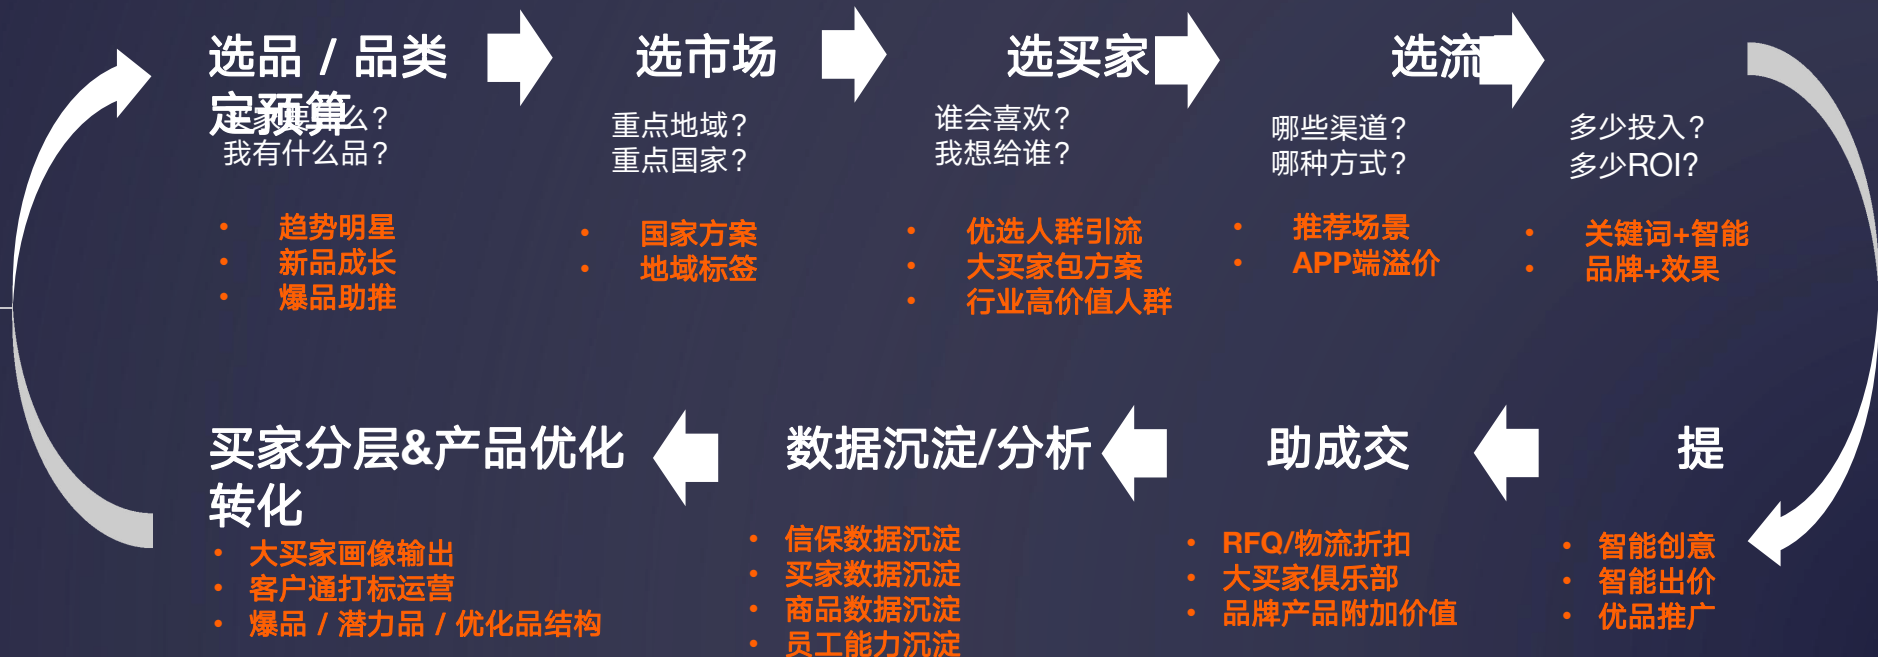 选品 / 品类
定预算
买家要什么?
我有什么品?
趋势明星
新品成长
爆品助推
选市场
重点地域?
重点国家?
国家方案
地域标签
选买家
谁会喜欢?
我想给谁?
优选人群引流
大买家包方案
行业高价值人群
选流
哪些渠道?
哪种方式?
推荐场景
APP端溢价
多少投入?
多少ROI?
关键词+智能
品牌+效果
提
智能创意
智能出价
优品推广
助成交
RFQ/物流折扣
大买家俱乐部
品牌产品附加价值
数据沉淀/分析
信保数据沉淀
买家数据沉淀
商品数据沉淀
员工能力沉淀
买家分层&产品优化
转化
大买家画像输出
客户通打标运营
爆品 / 潜力品 / 优化品结构